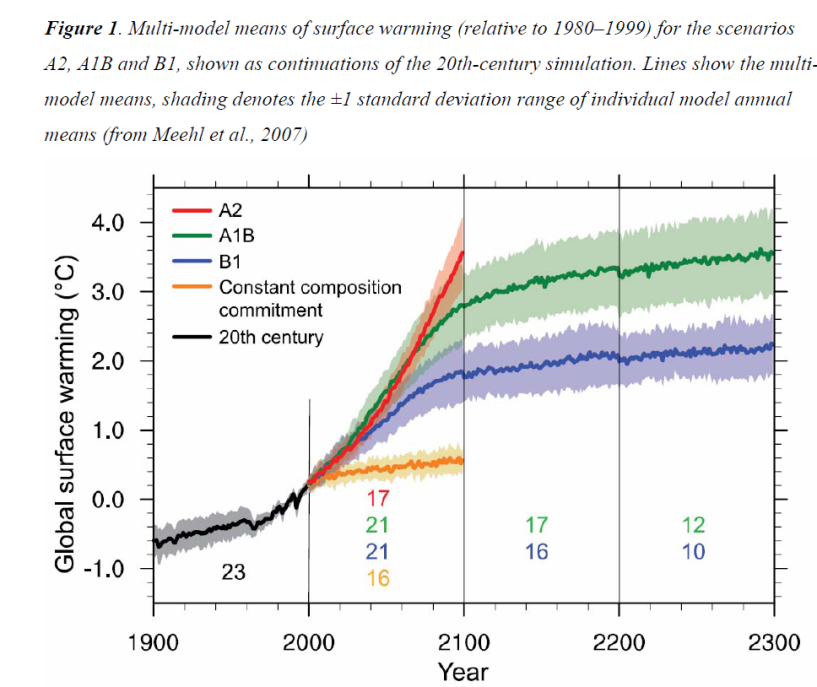 Figure 1. Multi-model means of surface warming (relative to 1980–1999) for the scenarios
A2, A1B and B1, shown as continuations of the 20th-century simulation. Lines show the multi-
model means, shading denotes the ±1 standard deviation range of individual model annual
means (from Meehl et al., 2007)
A2
A1B
B1
Constant composition
commitment
20th century
Global surface warming (°C)
4.0
3.0
2.0
1.0
0.0
-1.0
23
17
21
21
16
17
16
12
10
1900
2000
2100
2200
2300
Year